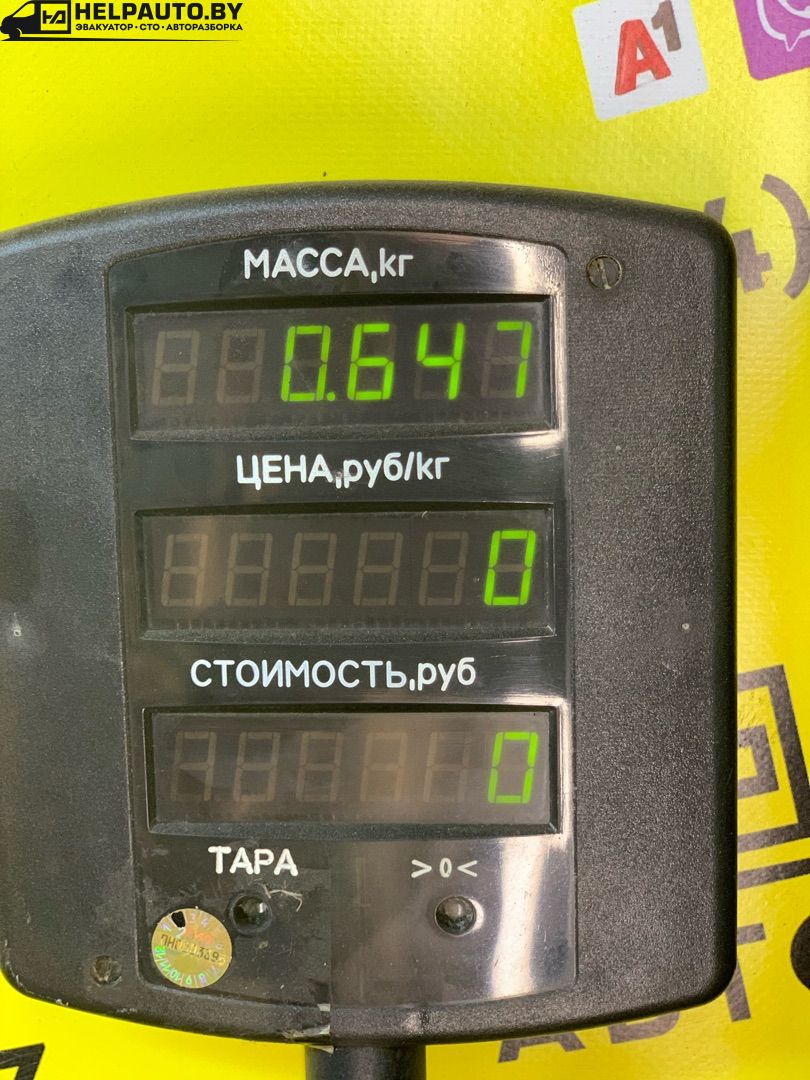 HELPAUTO.BY
ЭВАКУАТОР • СТО • АВТОРАЗБОРКА
A1
4)
МАССА,кг
0.647
ЦЕНА,руб/кг
0
СТОИМОСТЬ,руб
0
ТАРА >0<